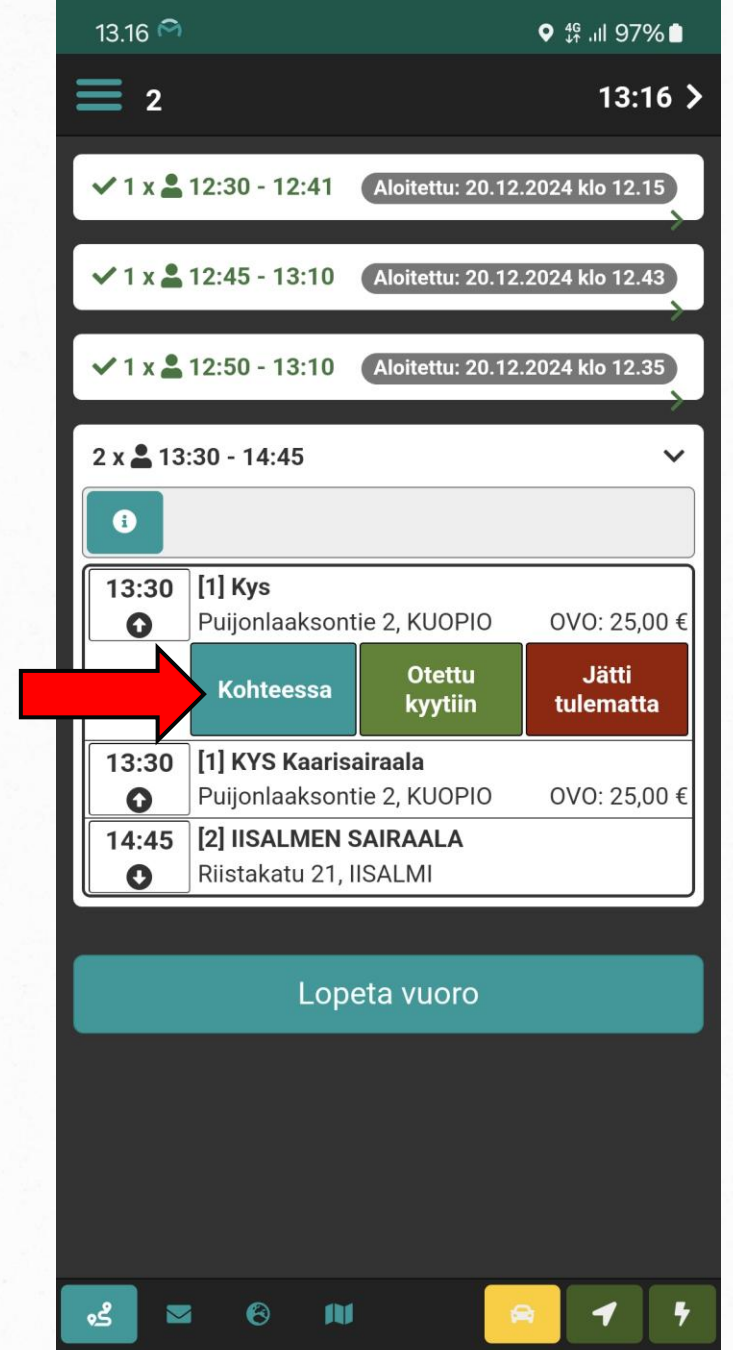 13.16 4G 97%
2 13:16
1 x 12:30 - 12:41 Aloitettu: 20.12.2024 klo 12.15
1 x 12:45 - 13:10 Aloitettu: 20.12.2024 klo 12.43
1 x 12:50 - 13:10 Aloitettu: 20.12.2024 klo 12.35
2 x 13:30 - 14:45
13:30 [1] Kys
Puijonlaaksontie 2, KUOPIO OVO: 25,00 €
Kohteessa
Otettu
kyytiin
Jätti
tulematta
13:30 [1] KYS Kaarisairaala
Puijonlaaksontie 2, KUOPIO OVO: 25,00 €
14:45 [2] IISALMEN SAIRAALA
Riistakatu 21, IISALMI
Lopeta vuoro